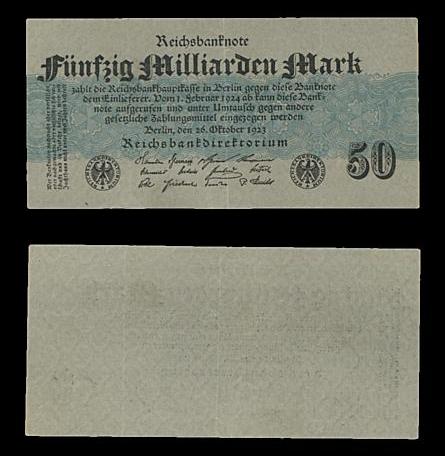 Reichsbanknote
Fünfzig Milliarden Mark
zahlt die Reichsbankhauptkasse in Berlin gegen diese Banknote
dem Einlieferer. Vom 1. Februar 1924 ab kann diese Bank-
note aufgerufen und unter Umtausch gegen andere
gesetzliche Zahlungsmittel eingezogen werden
Berlin, den 26. Oktober 1923
Reichsbankdirektorium
50